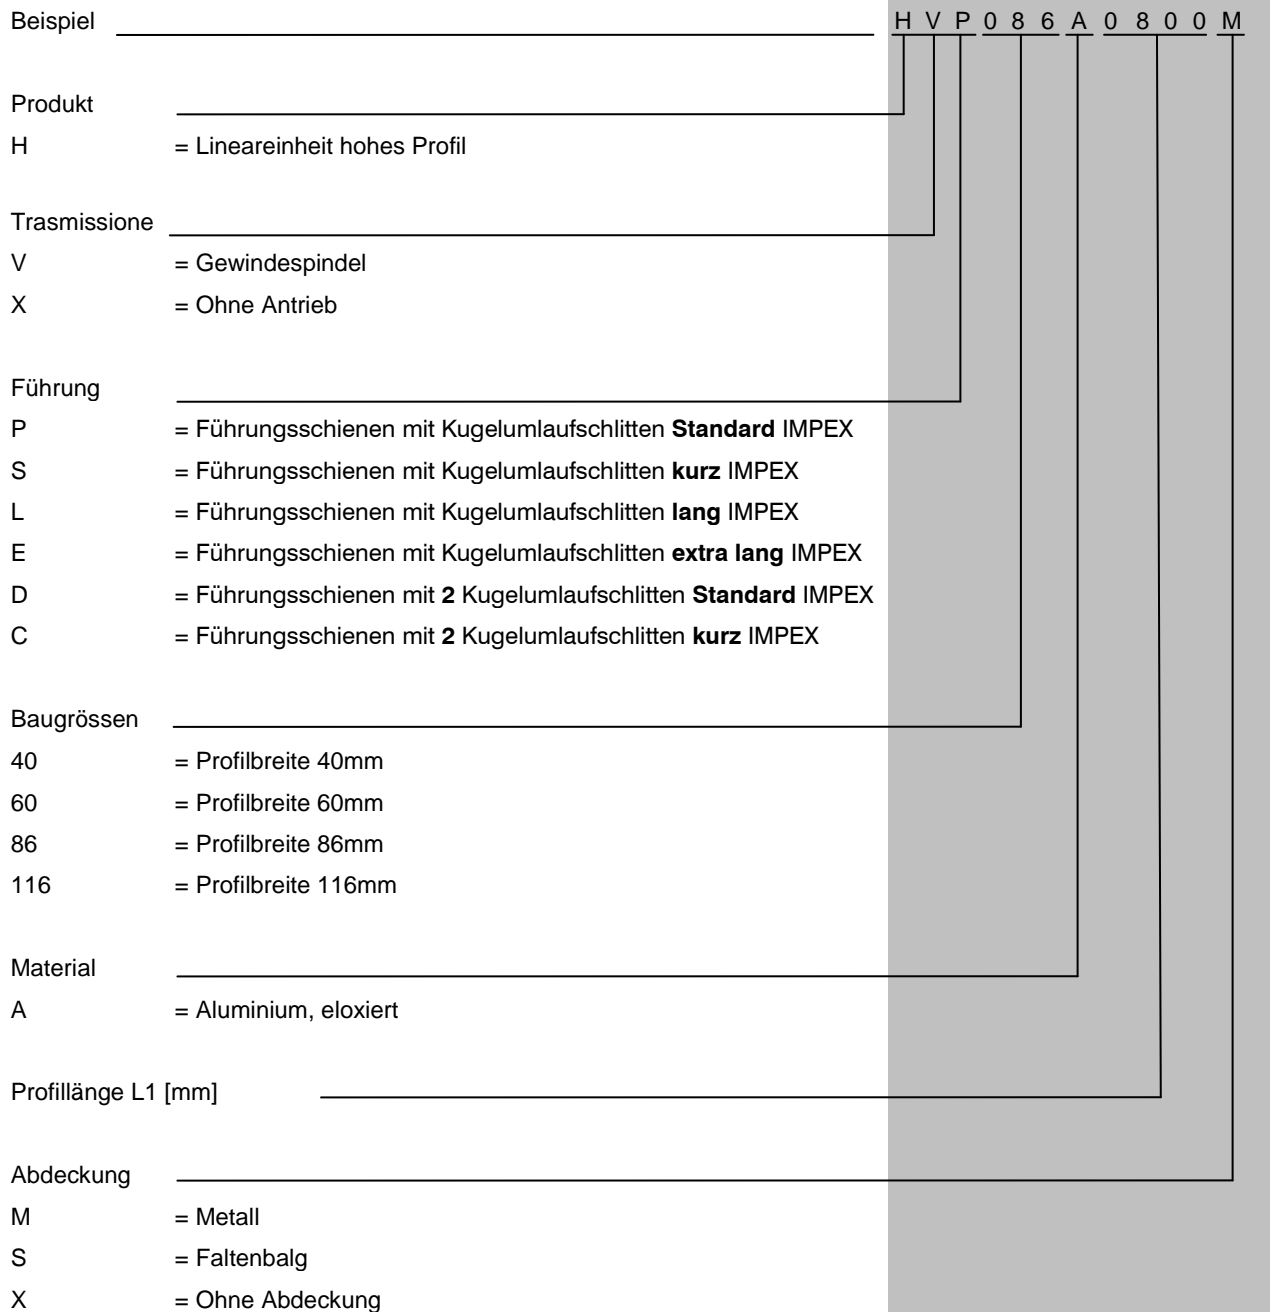 Beispiel H V P 0 8 6 A 0 8 0 0 M
Produkt
H = Lineareinheit hohes Profil
Trasmissione
V = Gewindespindel
X = Ohne Antrieb
Führung
P = Führungsschienen mit Kugelumlaufschlitten Standard IMPEX
S = Führungsschienen mit Kugelumlaufschlitten kurz IMPEX
L = Führungsschienen mit Kugelumlaufschlitten lang IMPEX
E = Führungsschienen mit Kugelumlaufschlitten extra lang IMPEX
D = Führungsschienen mit 2 Kugelumlaufschlitten Standard IMPEX
C = Führungsschienen mit 2 Kugelumlaufschlitten kurz IMPEX
Baugrössen
40 = Profilbreite 40mm
60 = Profilbreite 60mm
86 = Profilbreite 86mm
116 = Profilbreite 116mm
Material
A = Aluminium, eloxiert
Profillänge L1 [mm]
Abdeckung
M = Metall
S = Faltenbalg
X = Ohne Abdeckung